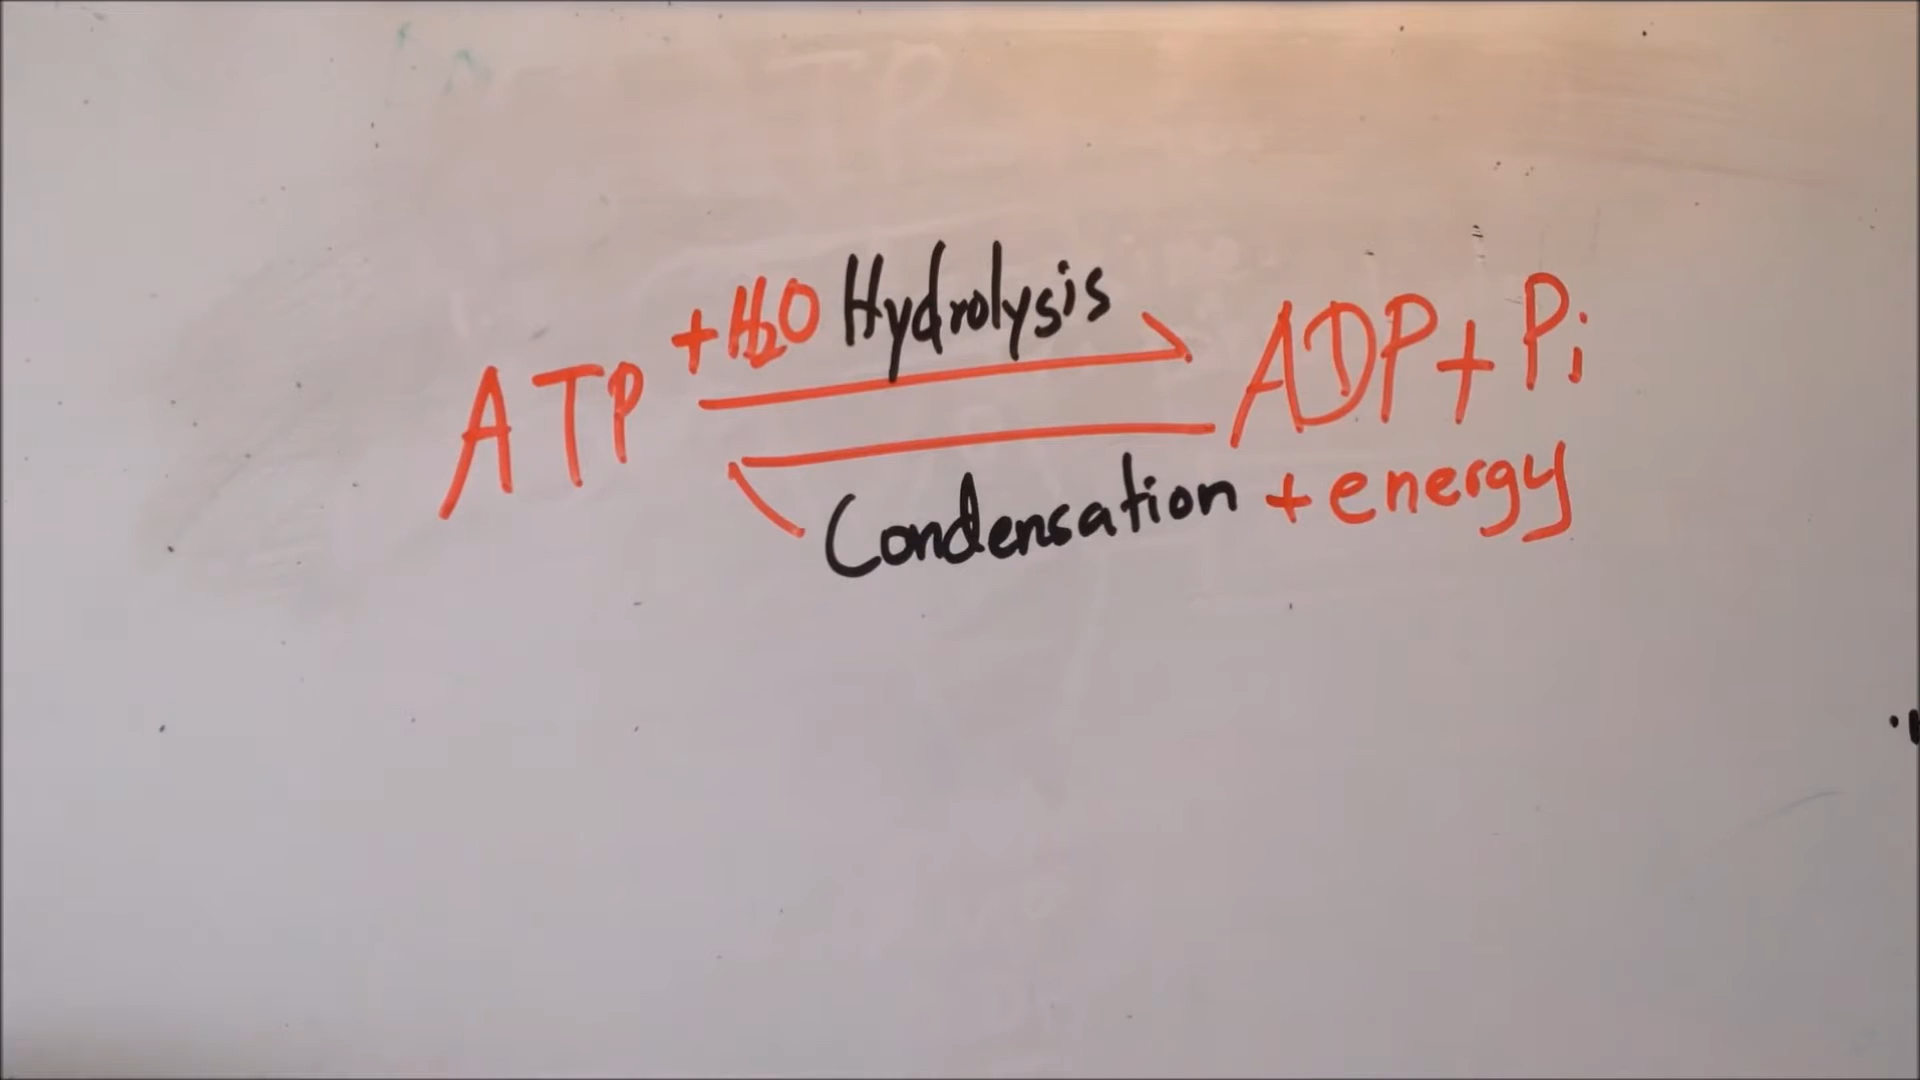 ATP +H₂O Hydrolysis ADP + Pi
Condensation + energy